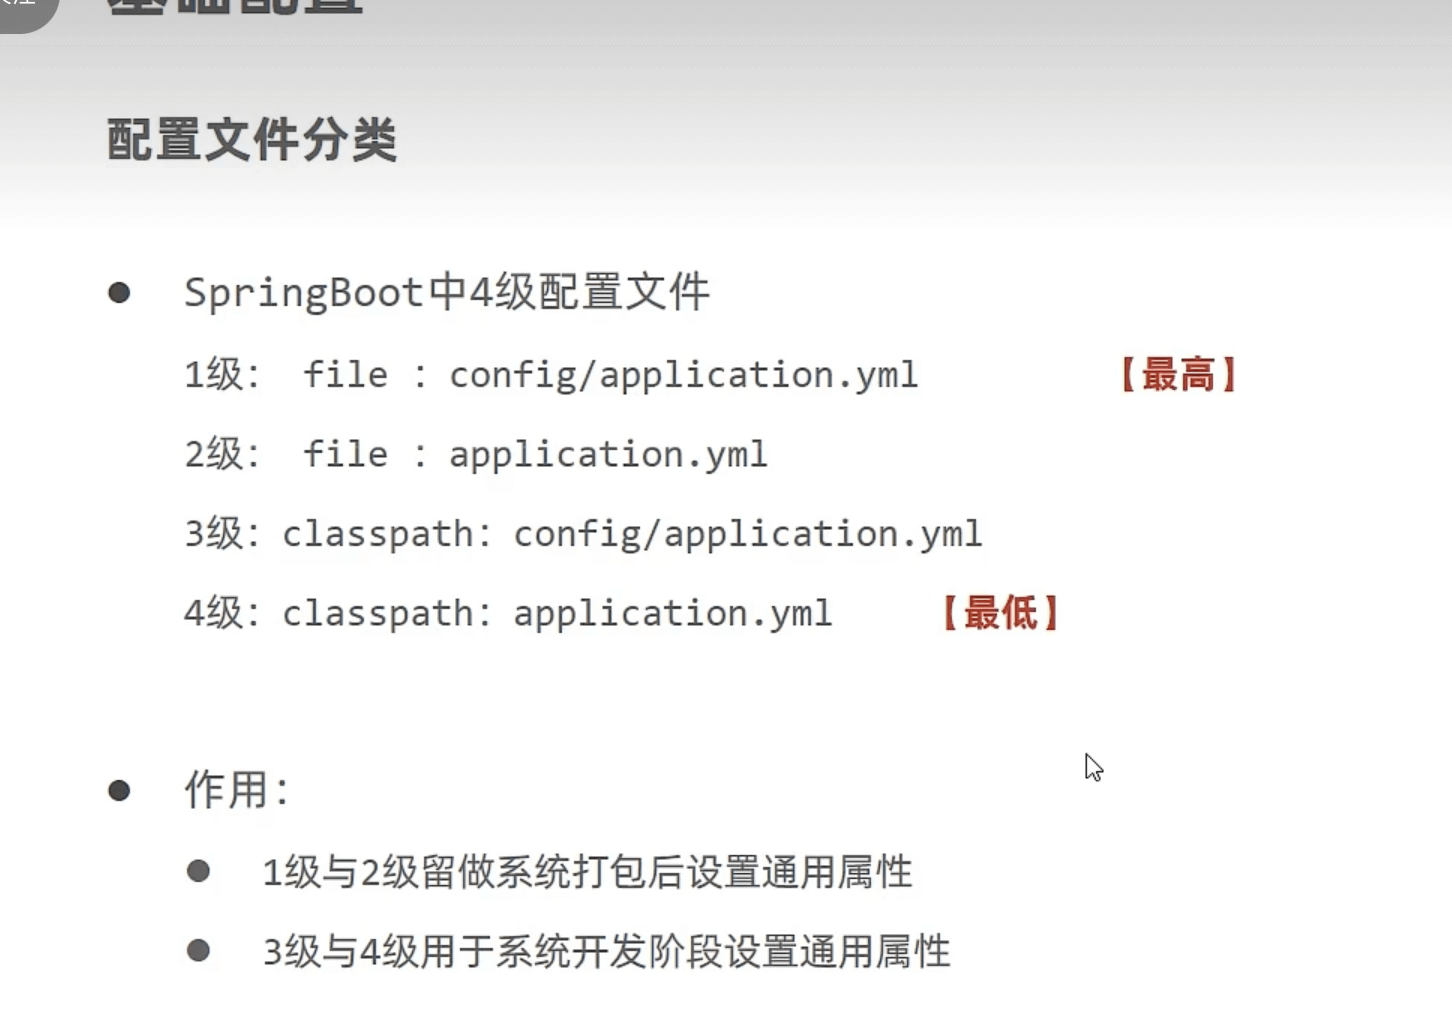 基础配置
配置文件分类
SpringBoot中4级配置文件
1级： file ：config/application.yml 【最高】
2级： file ：application.yml
3级：classpath：config/application.yml
4级：classpath：application.yml 【最低】
作用：
1级与2级留做系统打包后设置通用属性
3级与4级用于系统开发阶段设置通用属性